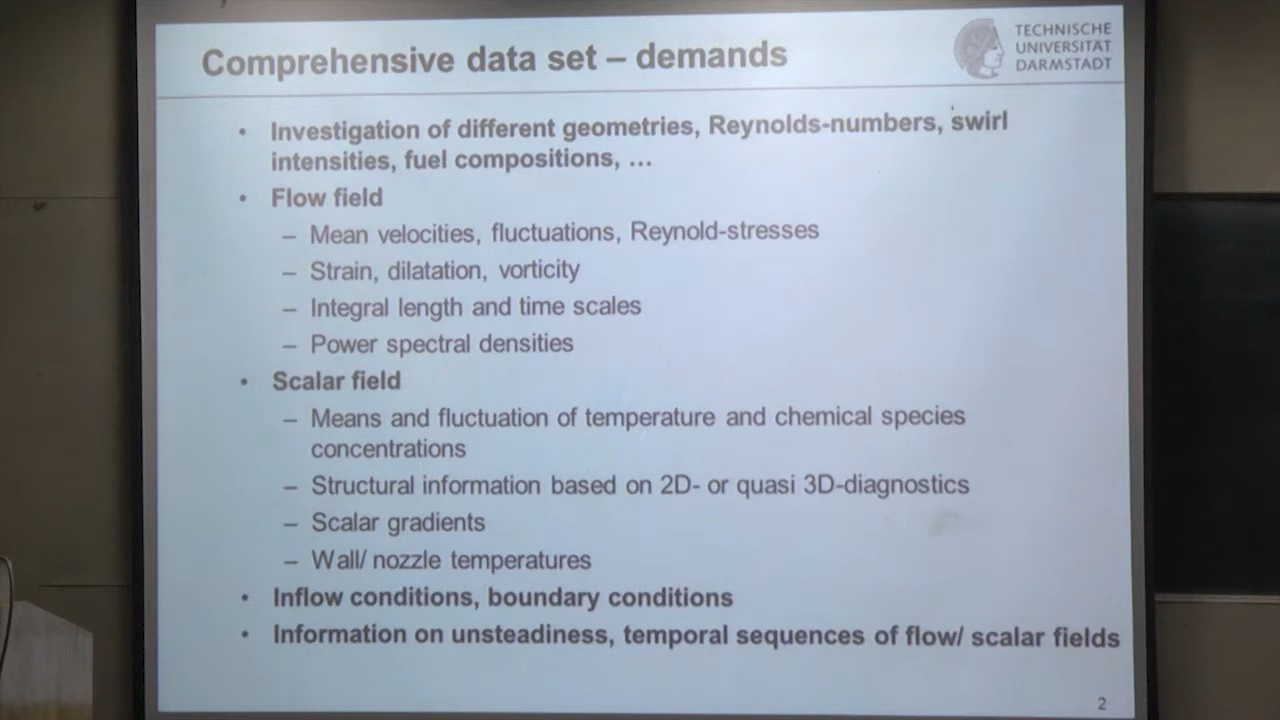 Comprehensive data set – demands
TECHNISCHE
UNIVERSITÄT
DARMSTADT
• Investigation of different geometries, Reynolds-numbers, swirl
intensities, fuel compositions, …
• Flow field
– Mean velocities, fluctuations, Reynold-stresses
– Strain, dilatation, vorticity
– Integral length and time scales
– Power spectral densities
• Scalar field
– Means and fluctuation of temperature and chemical species
concentrations
– Structural information based on 2D- or quasi 3D-diagnostics
– Scalar gradients
– Wall/ nozzle temperatures
• Inflow conditions, boundary conditions
• Information on unsteadiness, temporal sequences of flow/ scalar fields
2